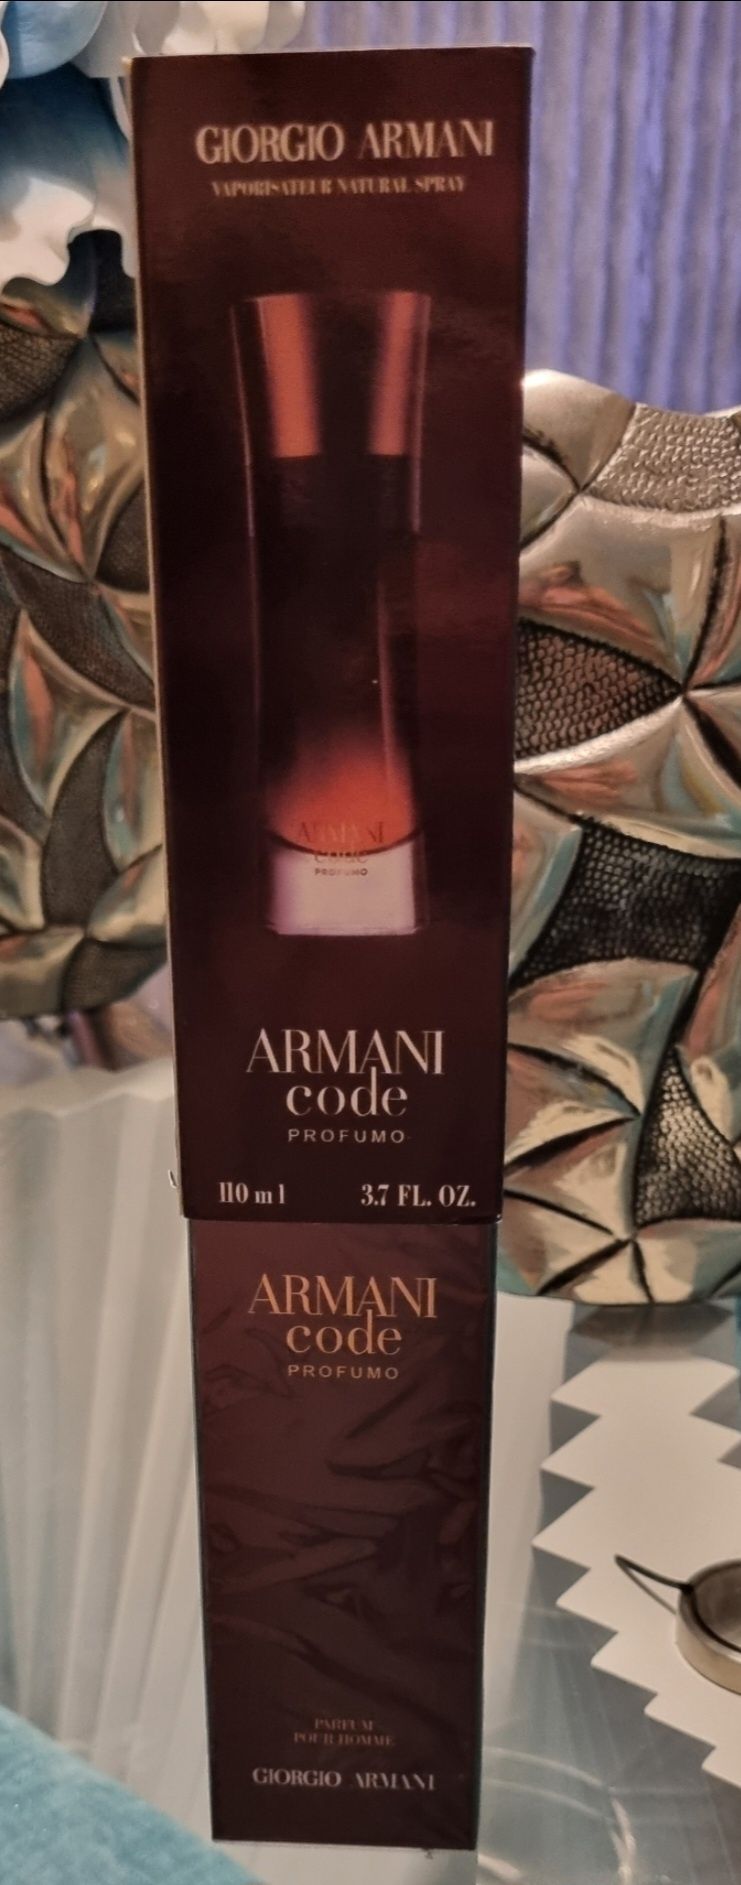 GIORGIO ARMANI
VAPORISATEUR NATURAL SPRAY
ARMANI
code
PROFUMO
ARMANI
code
PROFUMO
110 ml 3.7 FL. OZ.
ARMANI
code
PROFUMO
PARFUM
POUR HOMME
GIORGIO ARMANI